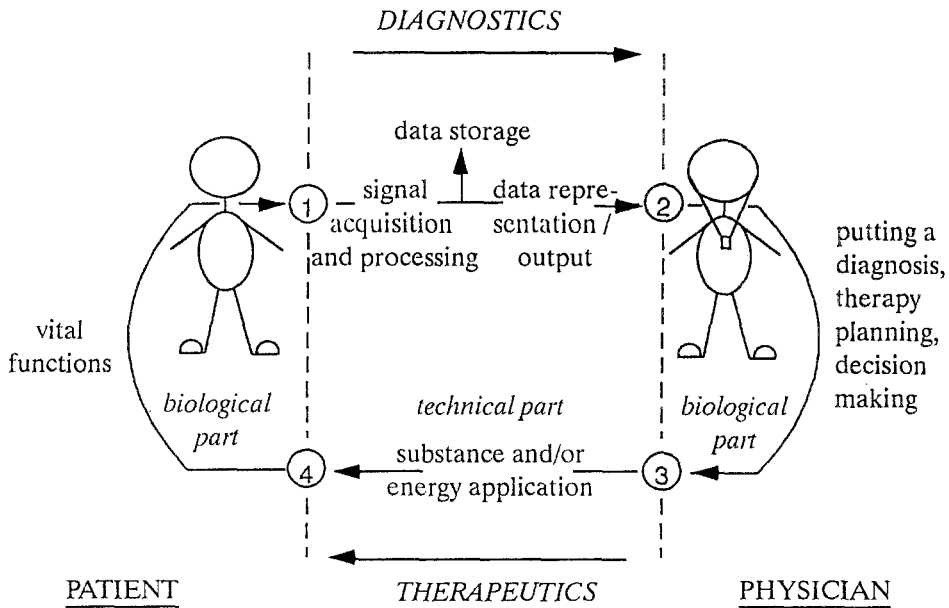 DIAGNOSTICS
data storage
1
signal
acquisition
and processing
data repre-
sentation /
output
2
putting a
diagnosis,
therapy
planning,
decision
making
vital
functions
biological
part
technical part
biological
part
4
substance and/or
energy application
3
PATIENT
THERAPEUTICS
PHYSICIAN